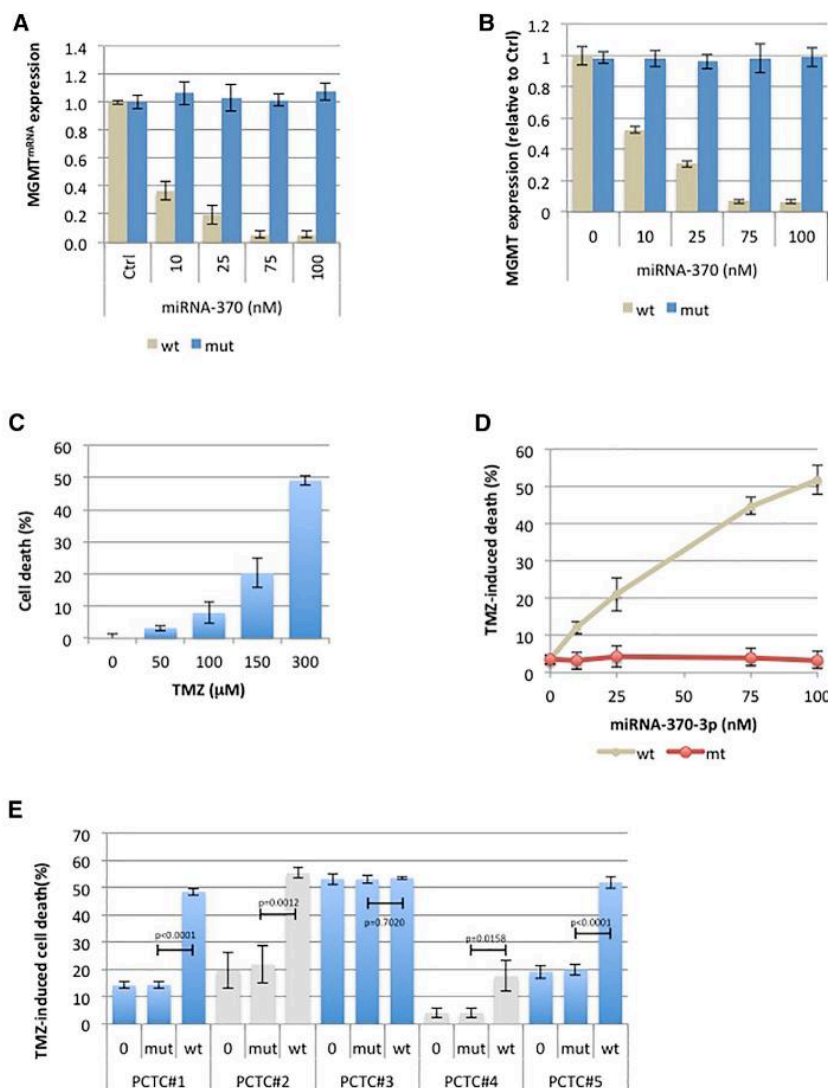 A
MGMTmRNA expression
1.4
1.2
1.0
0.8
0.6
0.4
0.2
0.0
Ctrl 10 25 75 100
miRNA-370 (nM)
wt mut
B
MGMT expression (relative to Ctrl)
1.2
1
0.8
0.6
0.4
0.2
0
0 10 25 75 100
miRNA-370 (nM)
wt mut
C
Cell death (%)
60
50
40
30
20
10
0
0 50 100 150 300
TMZ (μM)
D
TMZ-induced death (%)
60
50
40
30
20
10
0
0 25 50 75 100
miRNA-370-3p (nM)
wt mt
E
TMZ-induced cell death(%)
70
60
50
40
30
20
10
0
p<0.0001
p=0.0012
p=0.7020
p=0.0158
p<0.0001
0 mut wt 0 mut wt 0 mut wt 0 mut wt 0 mut wt
PCTC#1 PCTC#2 PCTC#3 PCTC#4 PCTC#5